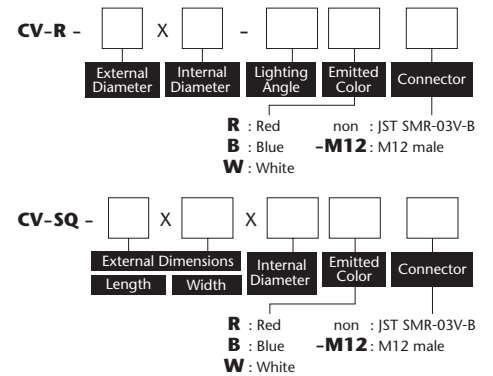 CV-R - X -
External Diameter Internal Diameter Lighting Angle Emitted Color Connector
R : Red non : JST SMR-03V-B
B : Blue -M12 : M12 male
W : White
CV-SQ - X X
External Dimensions Internal Diameter Emitted Color Connector
Length Width
R : Red non : JST SMR-03V-B
B : Blue -M12 : M12 male
W : White